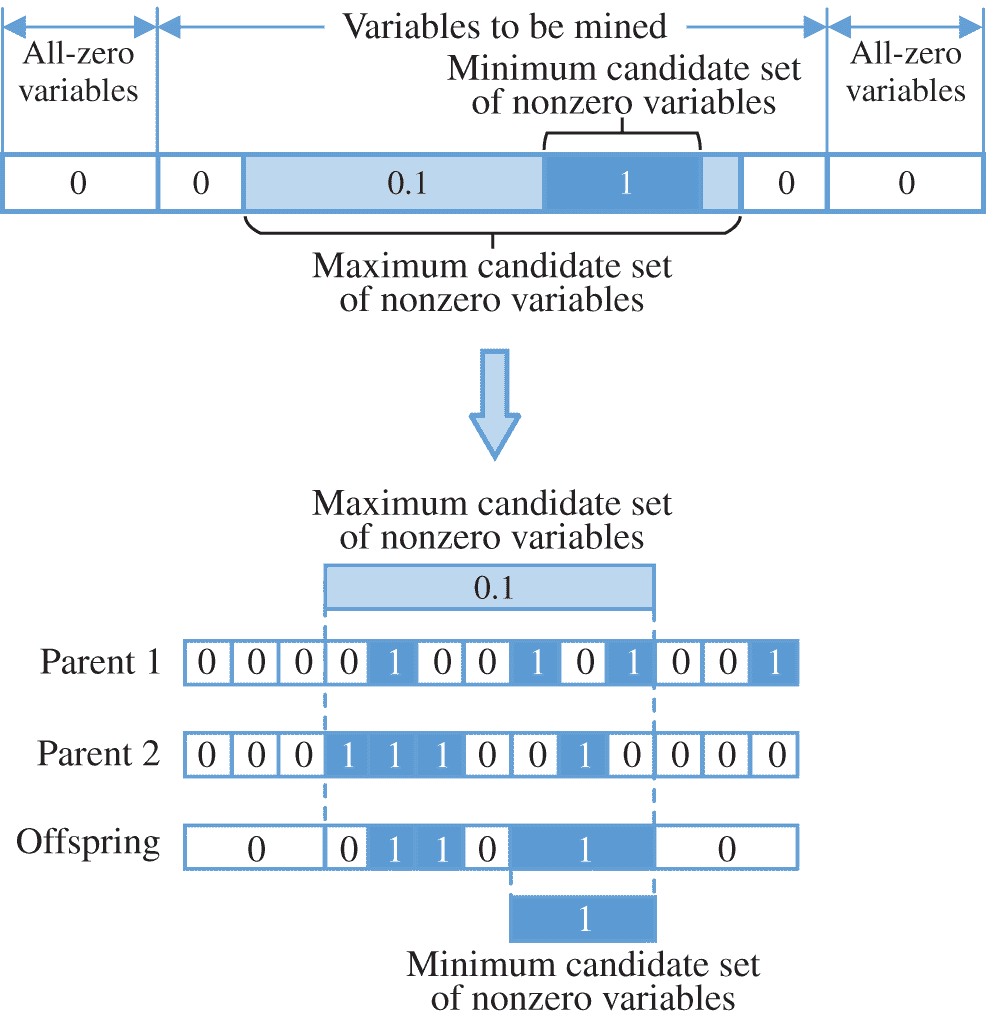 Variables to be mined
All-zero
variables
All-zero
variables
Minimum candidate set
of nonzero variables
0 0 0.1 1 0 0
Maximum candidate set
of nonzero variables
Maximum candidate set
of nonzero variables
0.1
Parent 1 0 0 0 0 1 0 0 1 0 1 0 0 1
Parent 2 0 0 0 1 1 1 0 0 1 0 0 0 0
Offspring 0 0 1 1 0 1 0
1
Minimum candidate set
of nonzero variables